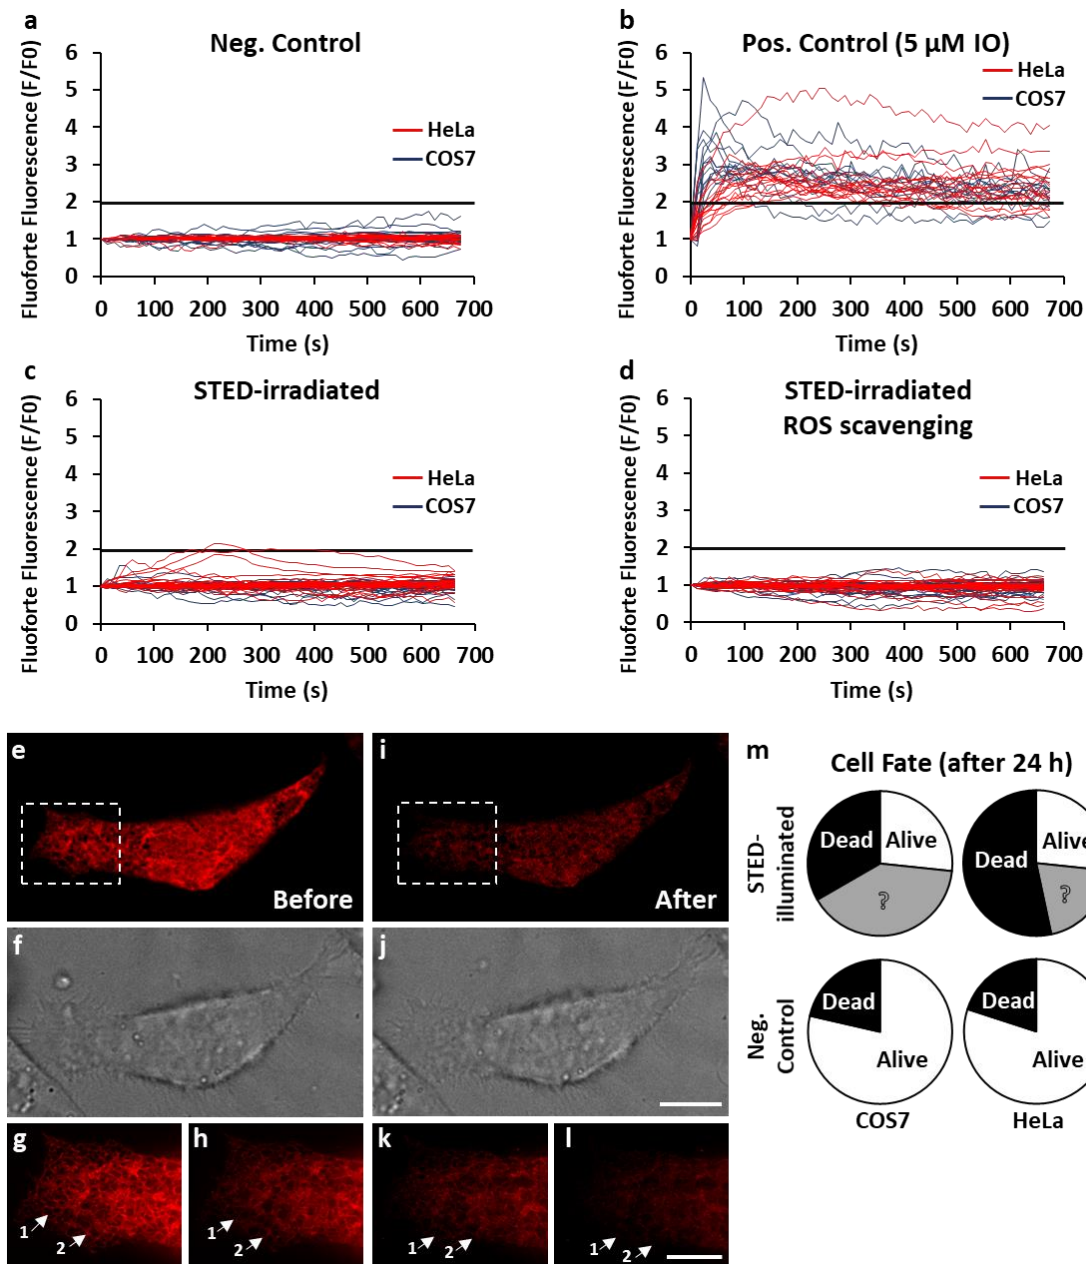 a
Neg. Control
Fluoforte Fluorescence (F/F0)
6
5
4
3
2
1
0
HeLa
COS7
0 100 200 300 400 500 600 700
Time (s)
b
Pos. Control (5 µM IO)
Fluoforte Fluorescence (F/F0)
6
5
4
3
2
1
0
HeLa
COS7
0 100 200 300 400 500 600 700
Time (s)
c
STED-irradiated
Fluoforte Fluorescence (F/F0)
6
5
4
3
2
1
0
HeLa
COS7
0 100 200 300 400 500 600 700
Time (s)
d
STED-irradiated
ROS scavenging
Fluoforte Fluorescence (F/F0)
6
5
4
3
2
1
0
HeLa
COS7
0 100 200 300 400 500 600 700
Time (s)
e
Before
i
After
f
j
g
1
2
h
1
2
k
1
2
l
1
2
m
Cell Fate (after 24 h)
STED-
illuminated
Dead Alive
?
Dead Alive
?
Neg.
Control
Dead
Alive
Dead
Alive
COS7
HeLa